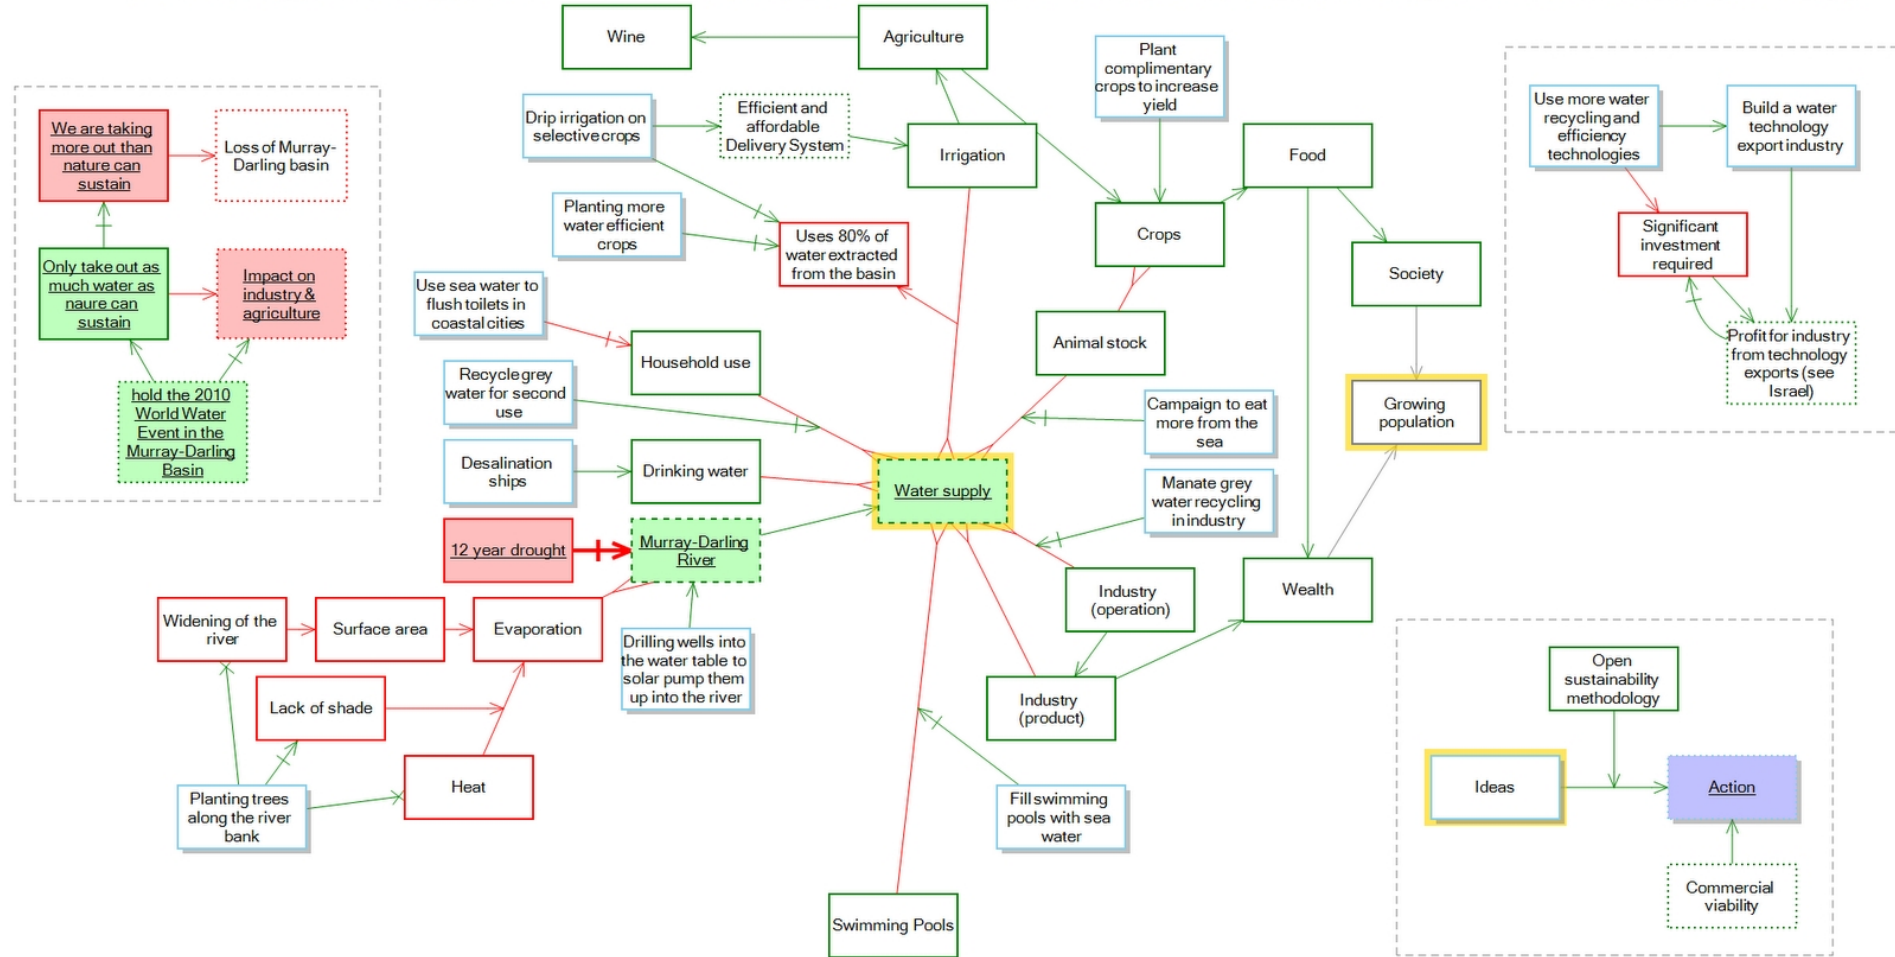 Wine
Agriculture
Plant
complimentary
crops to increase
yield
Use more water
recycling and
efficiency
technologies
Build a water
technology
export industry
We are taking
more out than
nature can
sustain
Loss of Murray-
Darling basin
Drip irrigation on
selective crops
Efficient and
affordable
Delivery System
Irrigation
Food
Planting more
water efficient
crops
Uses 80% of
water extracted
from the basin
Crops
Significant
investment
required
Only take out as
much water as
naure can
sustain
Impact on
industry &
agriculture
Society
Use sea water to
flush toilets in
coastal cities
Household use
Animal stock
Profit for industry
from technology
exports (see
Israel)
Recycle grey
water for second
use
hold the 2010
World Water
Event in the
Murray-Darling
Basin
Campaign to eat
more from the
sea
Growing
population
Desalination
ships
Drinking water
Water supply
Manate grey
water recycling
in industry
12 year drought
Murray-Darling
River
Industry
(operation)
Wealth
Widening of the
river
Surface area
Evaporation
Drilling wells into
the water table to
solar pump them
up into the river
Open
sustainability
methodology
Lack of shade
Industry
(product)
Heat
Ideas
Action
Planting trees
along the river
bank
Fill swimming
pools with sea
water
Commercial
viability
Swimming Pools